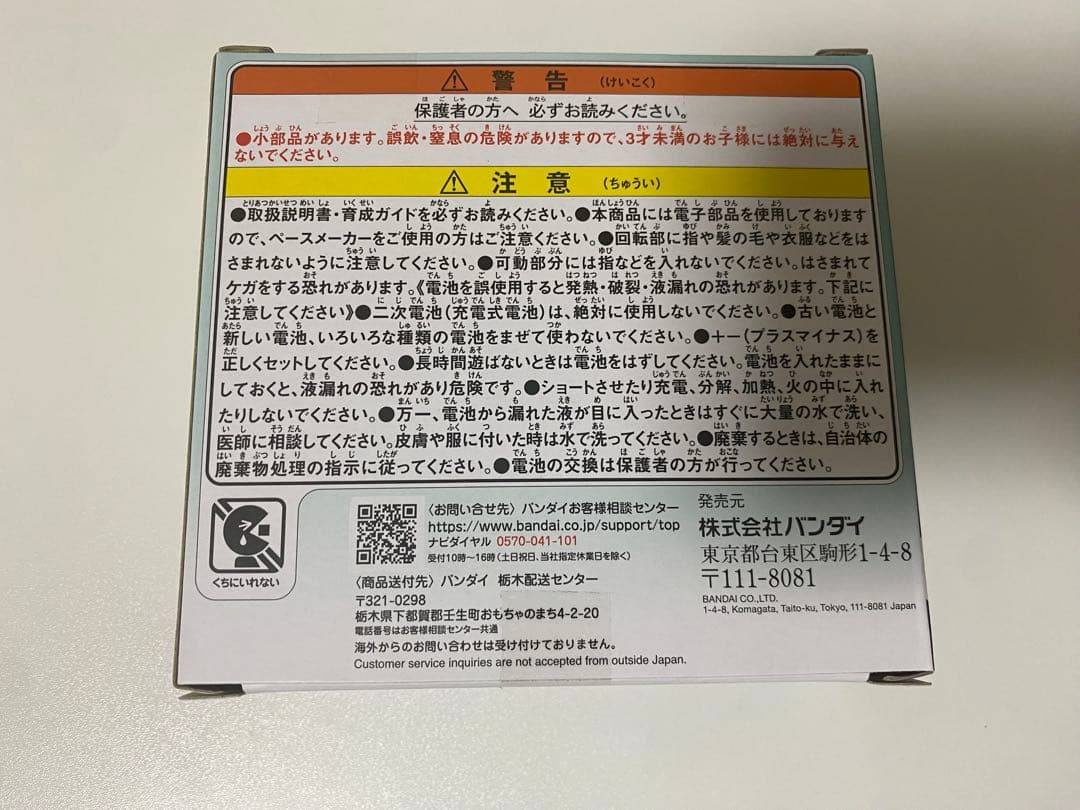 警告 (けいこく)
保護者の方へ 必ずお読みください。
●小部品があります。誤飲・窒息の危険がありますので、3才未満のお子様には絶対に与え
ないでください。
注意 (ちゅうい)
●取扱説明書・育成ガイドを必ずお読みください。●本商品には電子部品を使用しております
ので、ペースメーカーをご使用の方はご注意ください。●回転部に指や髪の毛や衣服などをは
さまれないように注意してください。●可動部分には指などを入れないでください。はさまれて
ケガをする恐れがあります。《電池を誤使用すると発熱・破裂・液漏れの恐れがあります。下記に
注意してください》●二次電池(充電式電池)は、絶対に使用しないでください。●古い電池と
新しい電池、いろいろな種類の電池をまぜて使わないでください。●+−(プラスマイナス)を
正しくセットしてください。●長時間遊ばないときは電池をはずしてください。電池を入れたままに
しておくと、液漏れの恐れがあり危険です。●ショートさせたり充電、分解、加熱、火の中に入れ
たりしないでください。●万一、電池から漏れた液が目に入ったときはすぐに大量の水で洗い、
医師に相談してください。皮膚や服に付いた時は水で洗ってください。●廃棄するときは、自治体の
廃棄物処理の指示に従ってください。●電池の交換は保護者の方が行ってください。
くちにいれない
〈お問い合せ先〉バンダイお客様相談センター
https://www.bandai.co.jp/support/top
ナビダイヤル 0570-041-101
受付10時〜16時(土日祝日、当社指定休業日を除く)
〈商品送付先〉バンダイ 栃木配送センター
〒321-0298
栃木県下都賀郡壬生町おもちゃのまち4-2-20
電話番号はお客様相談センター共通
海外からのお問い合わせは受け付けておりません。
Customer service inquiries are not accepted from outside Japan.
発売元
株式会社バンダイ
東京都台東区駒形1-4-8
〒111-8081
BANDAI CO.,LTD.
1-4-8, Komagata, Taito-ku, Tokyo, 111-8081 Japan